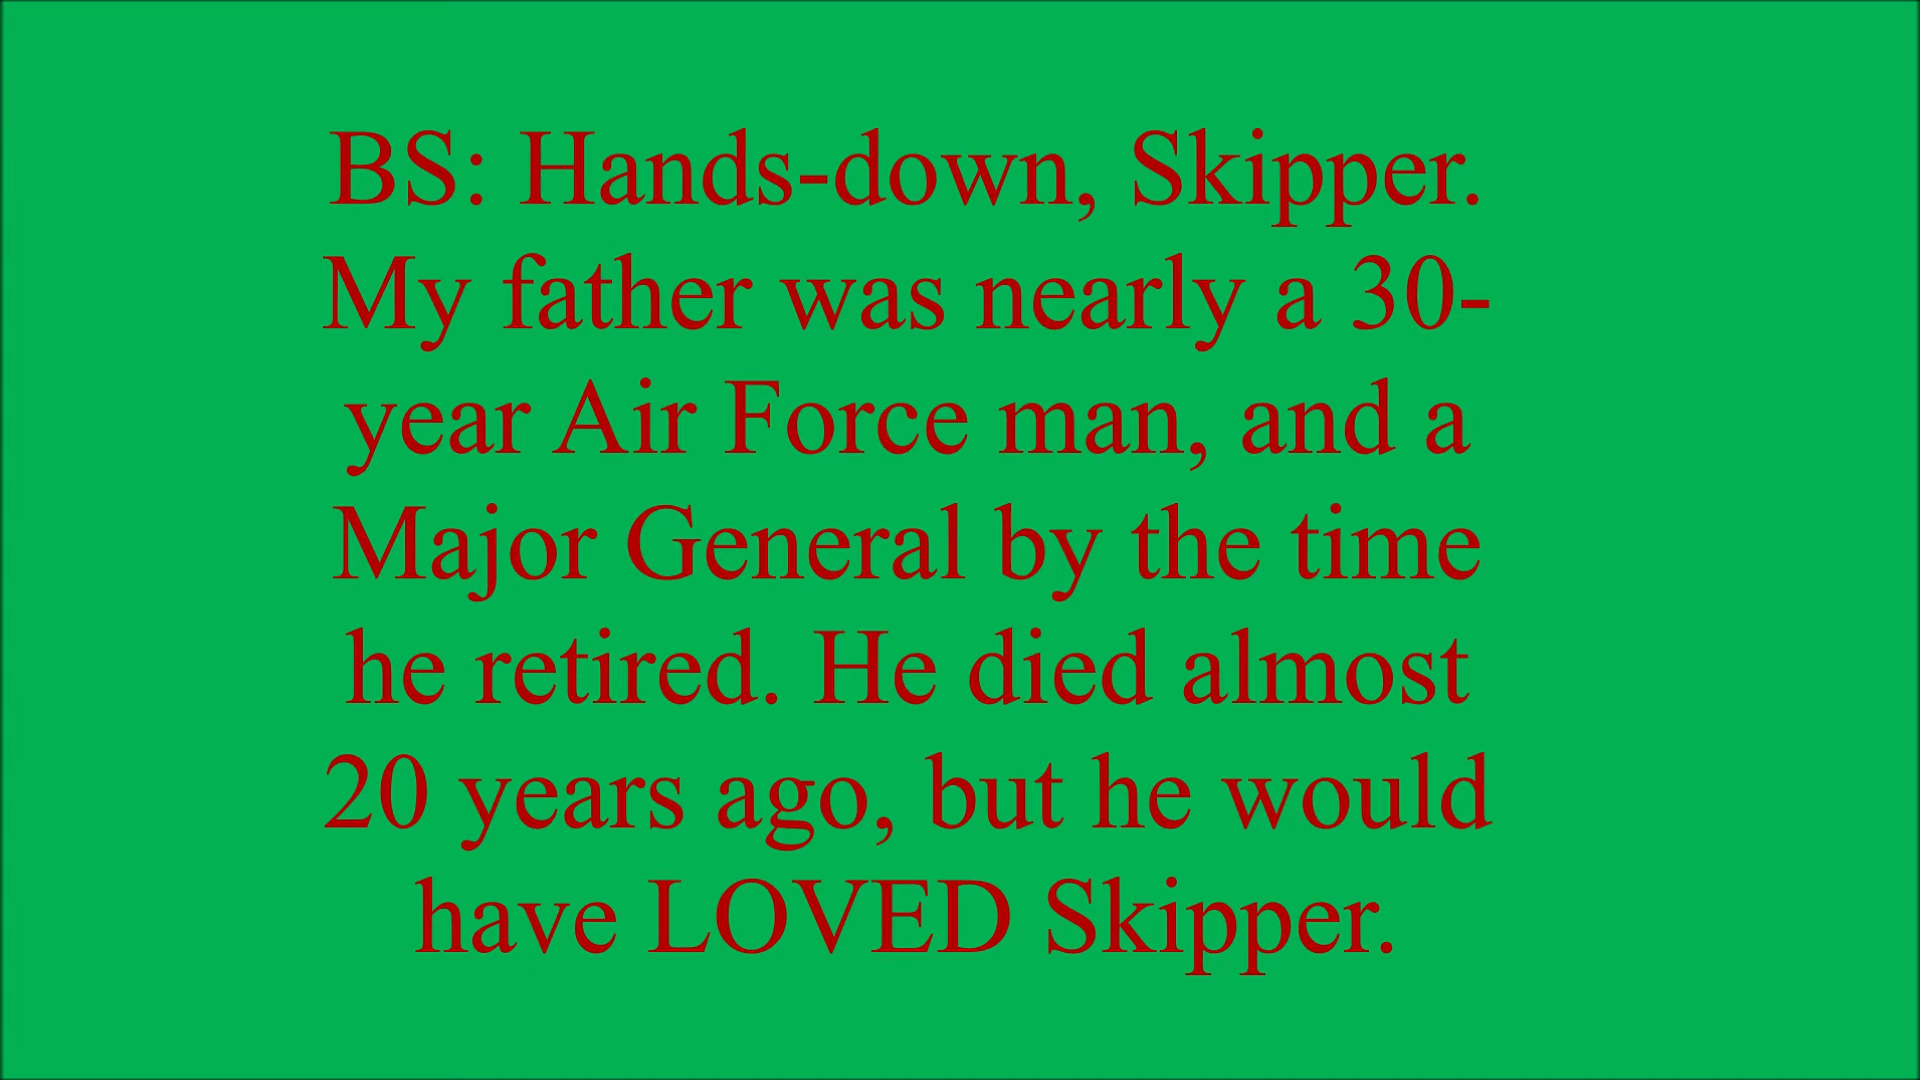 BS: Hands-down, Skipper.
My father was nearly a 30-
year Air Force man, and a
Major General by the time
he retired. He died almost
20 years ago, but he would
have LOVED Skipper.